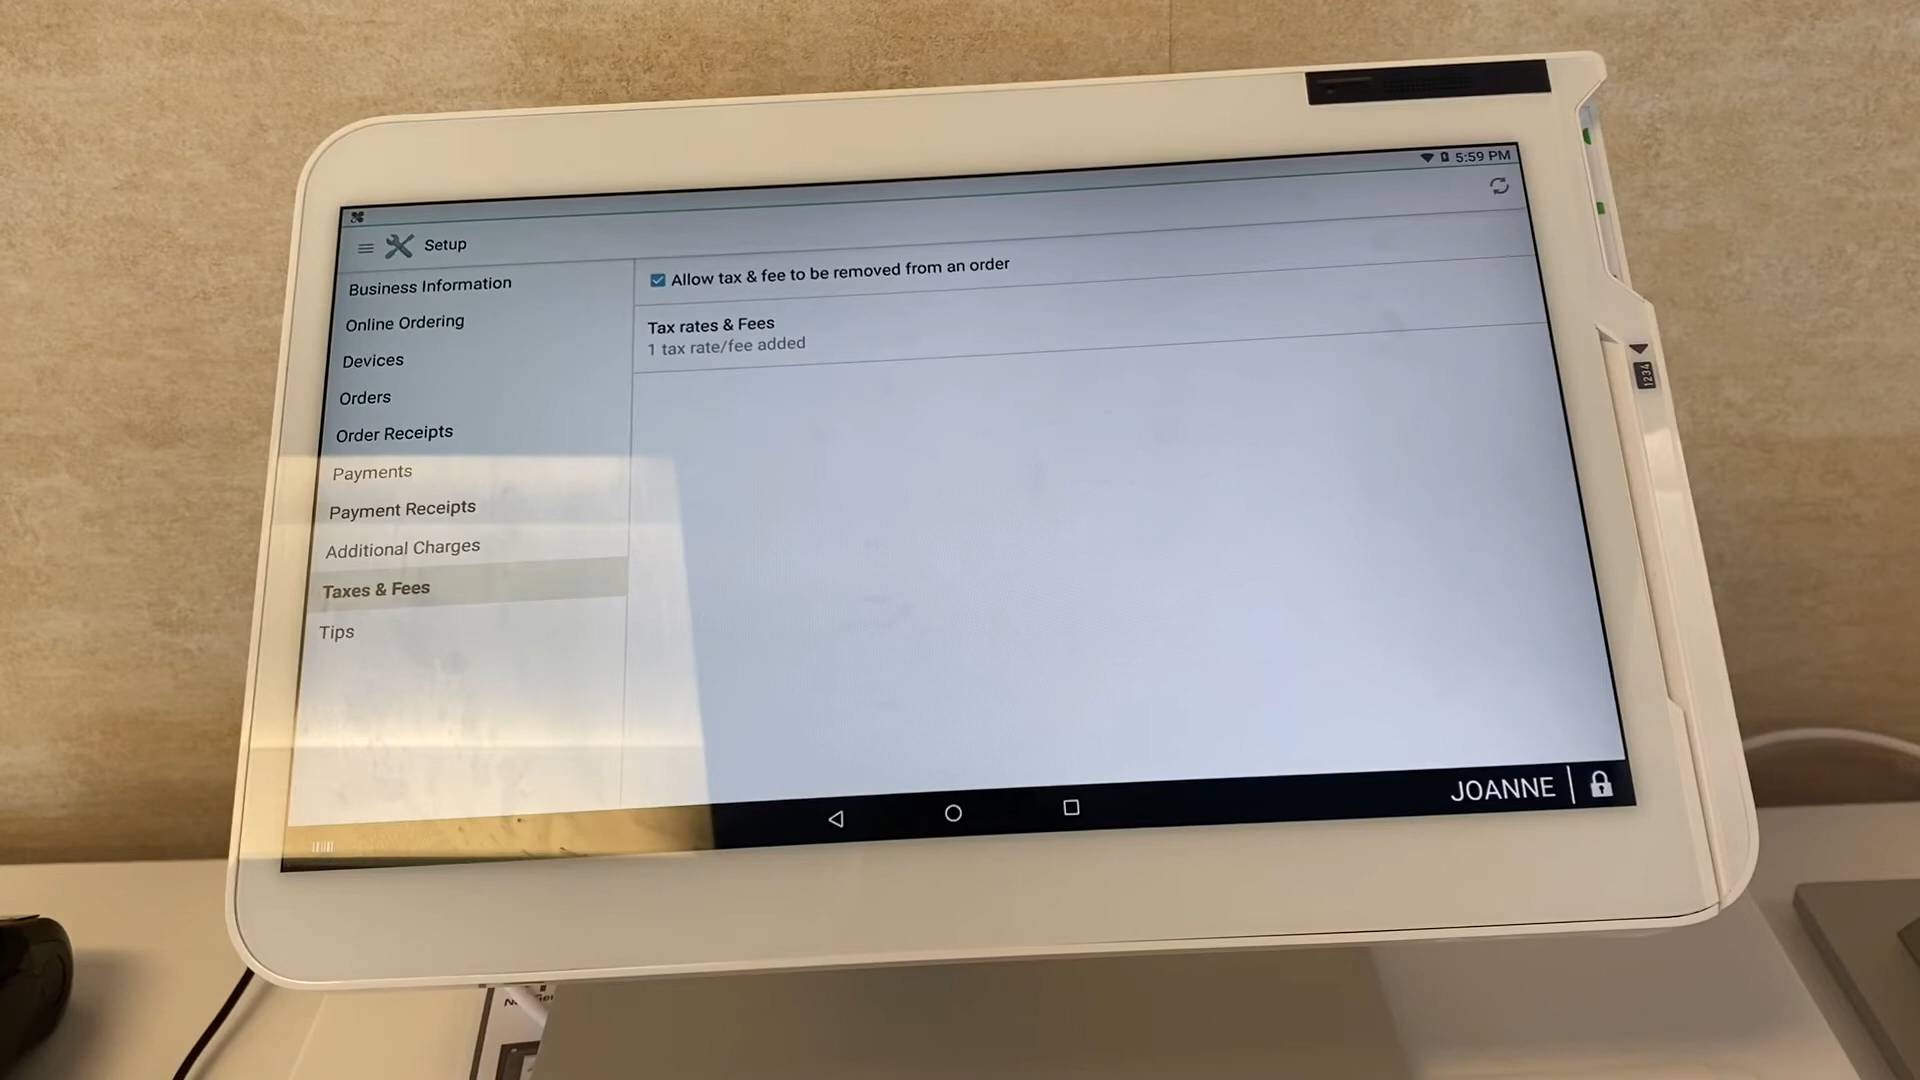 5:59 PM
Setup
Business Information
Online Ordering
Devices
Orders
Order Receipts
Payments
Payment Receipts
Additional Charges
Taxes & Fees
Tips
Allow tax & fee to be removed from an order
Tax rates & Fees
1 tax rate/fee added
JOANNE
1234